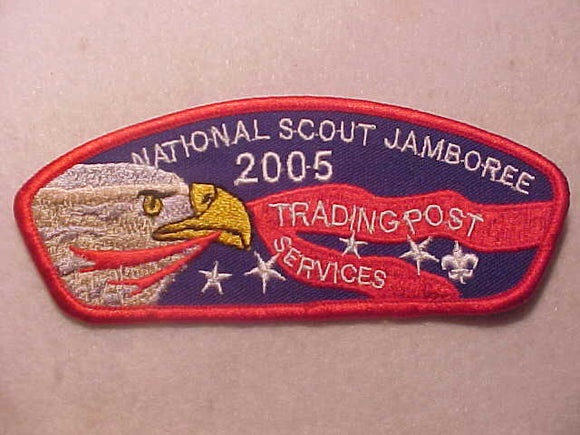 NATIONAL SCOUT JAMBOREE
2005
TRADING POST
SERVICES